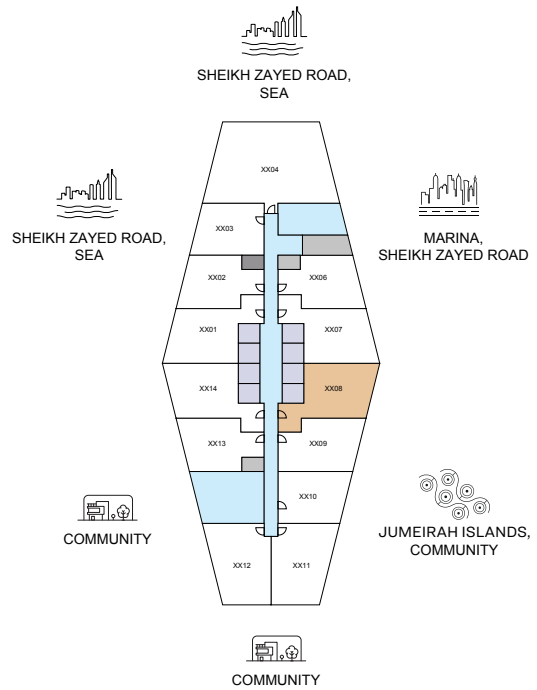 SHEIKH ZAYED ROAD,
SEA
SHEIKH ZAYED ROAD,
SEA
MARINA,
SHEIKH ZAYED ROAD
XX04
XX03
XX02
XX06
XX01
XX07
XX14
XX08
XX13
XX09
XX10
XX12
XX11
COMMUNITY
JUMEIRAH ISLANDS,
COMMUNITY
COMMUNITY